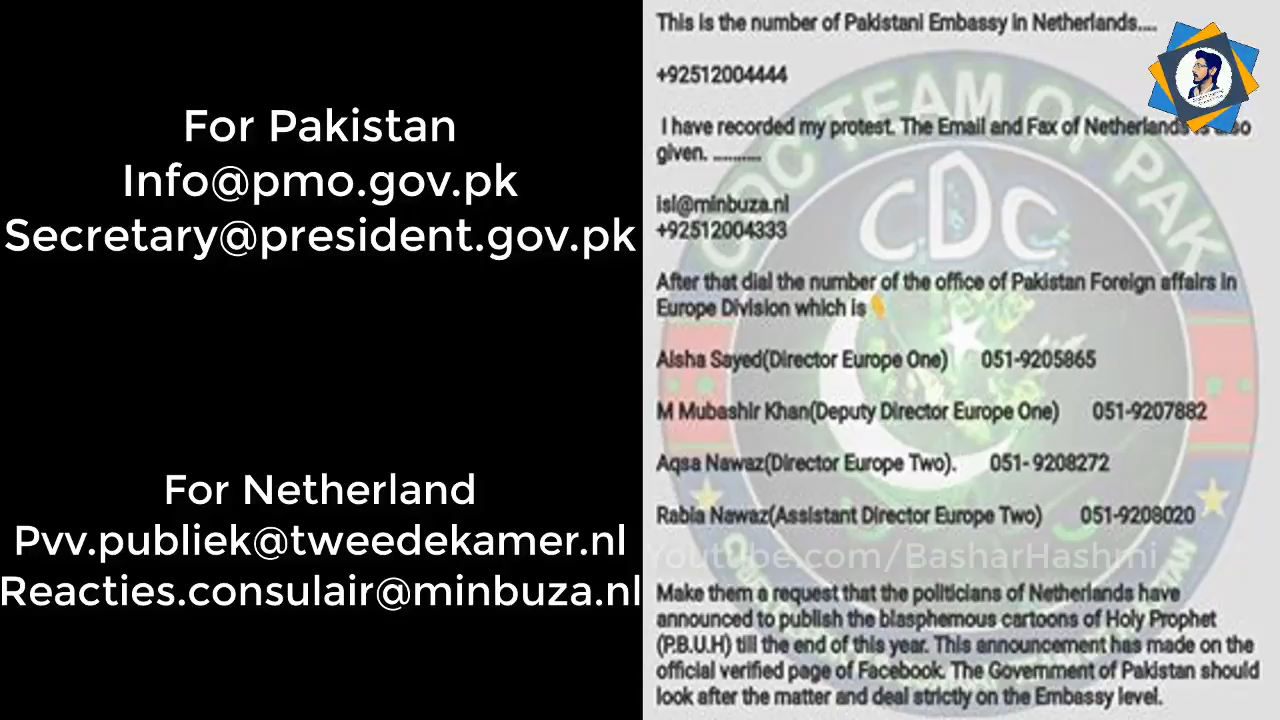 For Pakistan
Info@pmo.gov.pk
Secretary@president.gov.pk
For Netherland
Pvv.publiek@tweedekamer.nl
Reacties.consulair@minbuza.nl
This is the number of Pakistani Embassy in Netherlands....
+92512004444
I have recorded my protest. The Email and Fax of Netherlands is also
given. ...........
isl@minbuza.nl
+92512004333
After that dial the number of the office of Pakistan Foreign affairs in
Europe Division which is👇
Aisha Sayed(Director Europe One) 051-9205865
M Mubashir Khan(Deputy Director Europe One) 051-9207882
Aqsa Nawaz(Director Europe Two). 051- 9208272
Rabia Nawaz(Assistant Director Europe Two) 051-9208020
Youtube.com/BasharHashmi
Make them a request that the politicians of Netherlands have
announced to publish the blasphemous cartoons of Holy Prophet
(P.B.U.H) till the end of this year. This announcement has made on the
official verified page of Facebook. The Government of Pakistan should
look after the matter and deal strictly on the Embassy level.
CDC TEAM OF PAK
CDC